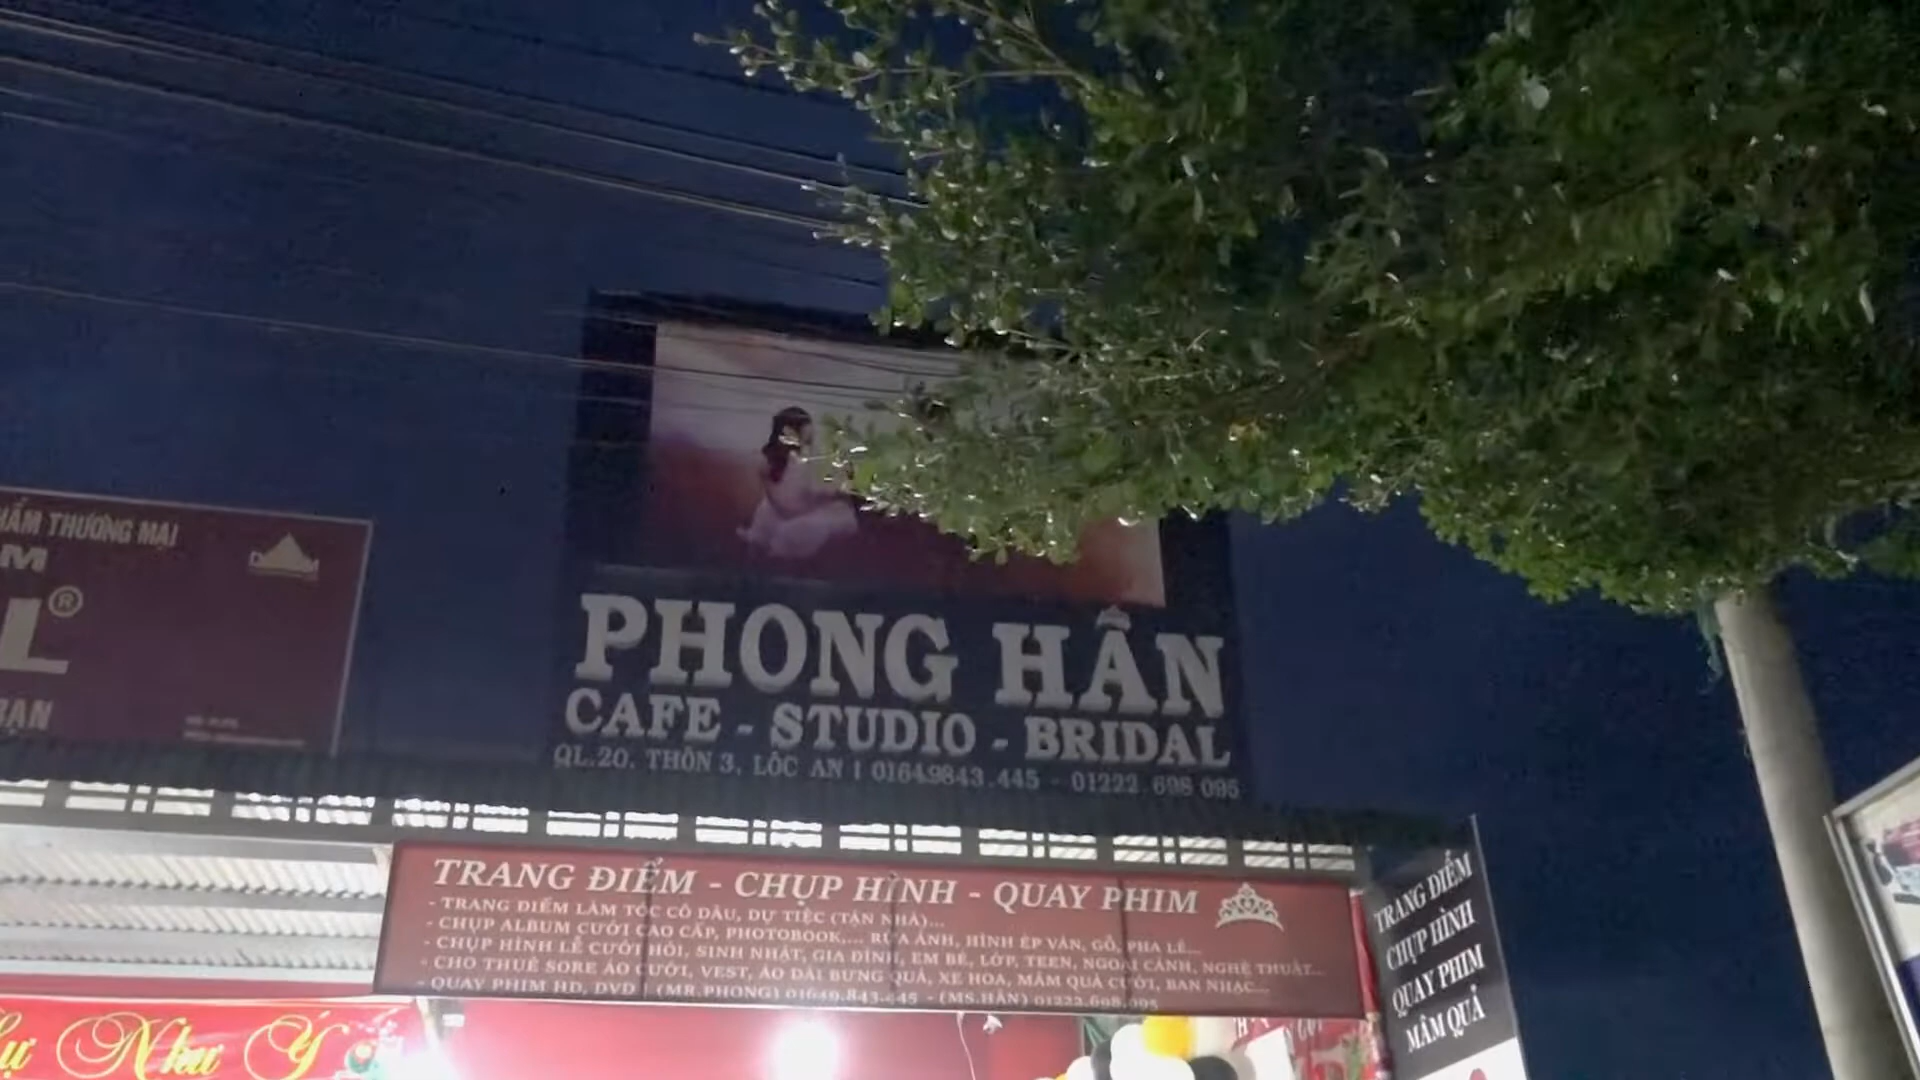 THƯƠNG MẠI
PHONG HÂN
CAFE - STUDIO - BRIDAL
QL.20, THÔN 3, LỘC AN | 01649843.445 - 01222 698 095
TRANG ĐIỂM - CHỤP HÌNH - QUAY PHIM
- TRANG ĐIỂM LÀM TÓC CÔ DÂU, DỰ TIỆC (TẬN NHÀ)...
- CHỤP ALBUM CƯỚI CAO CẤP, PHOTOBOOK,... RỬA ẢNH, HÌNH ÉP VÂN, GỖ, PHA LÊ...
- CHỤP HÌNH LỄ CƯỚI HỎI, SINH NHẬT, GIA ĐÌNH, EM BÉ, LỚP, TEEN, NGOẠI CẢNH, NGHỆ THUẬT...
- CHO THUÊ SORE ÁO CƯỚI, VEST, ÁO DÀI BƯNG QUẢ, XE HOA, MÂM QUẢ CƯỚI, BAN NHẠC...
- QUAY PHIM HD, DVD : (MR.PHONG) 01649.843.445 - (MS.HÂN) 01222.698.095
TRANG ĐIỂM
CHỤP HÌNH
QUAY PHIM
MÂM QUẢ
Như Ý